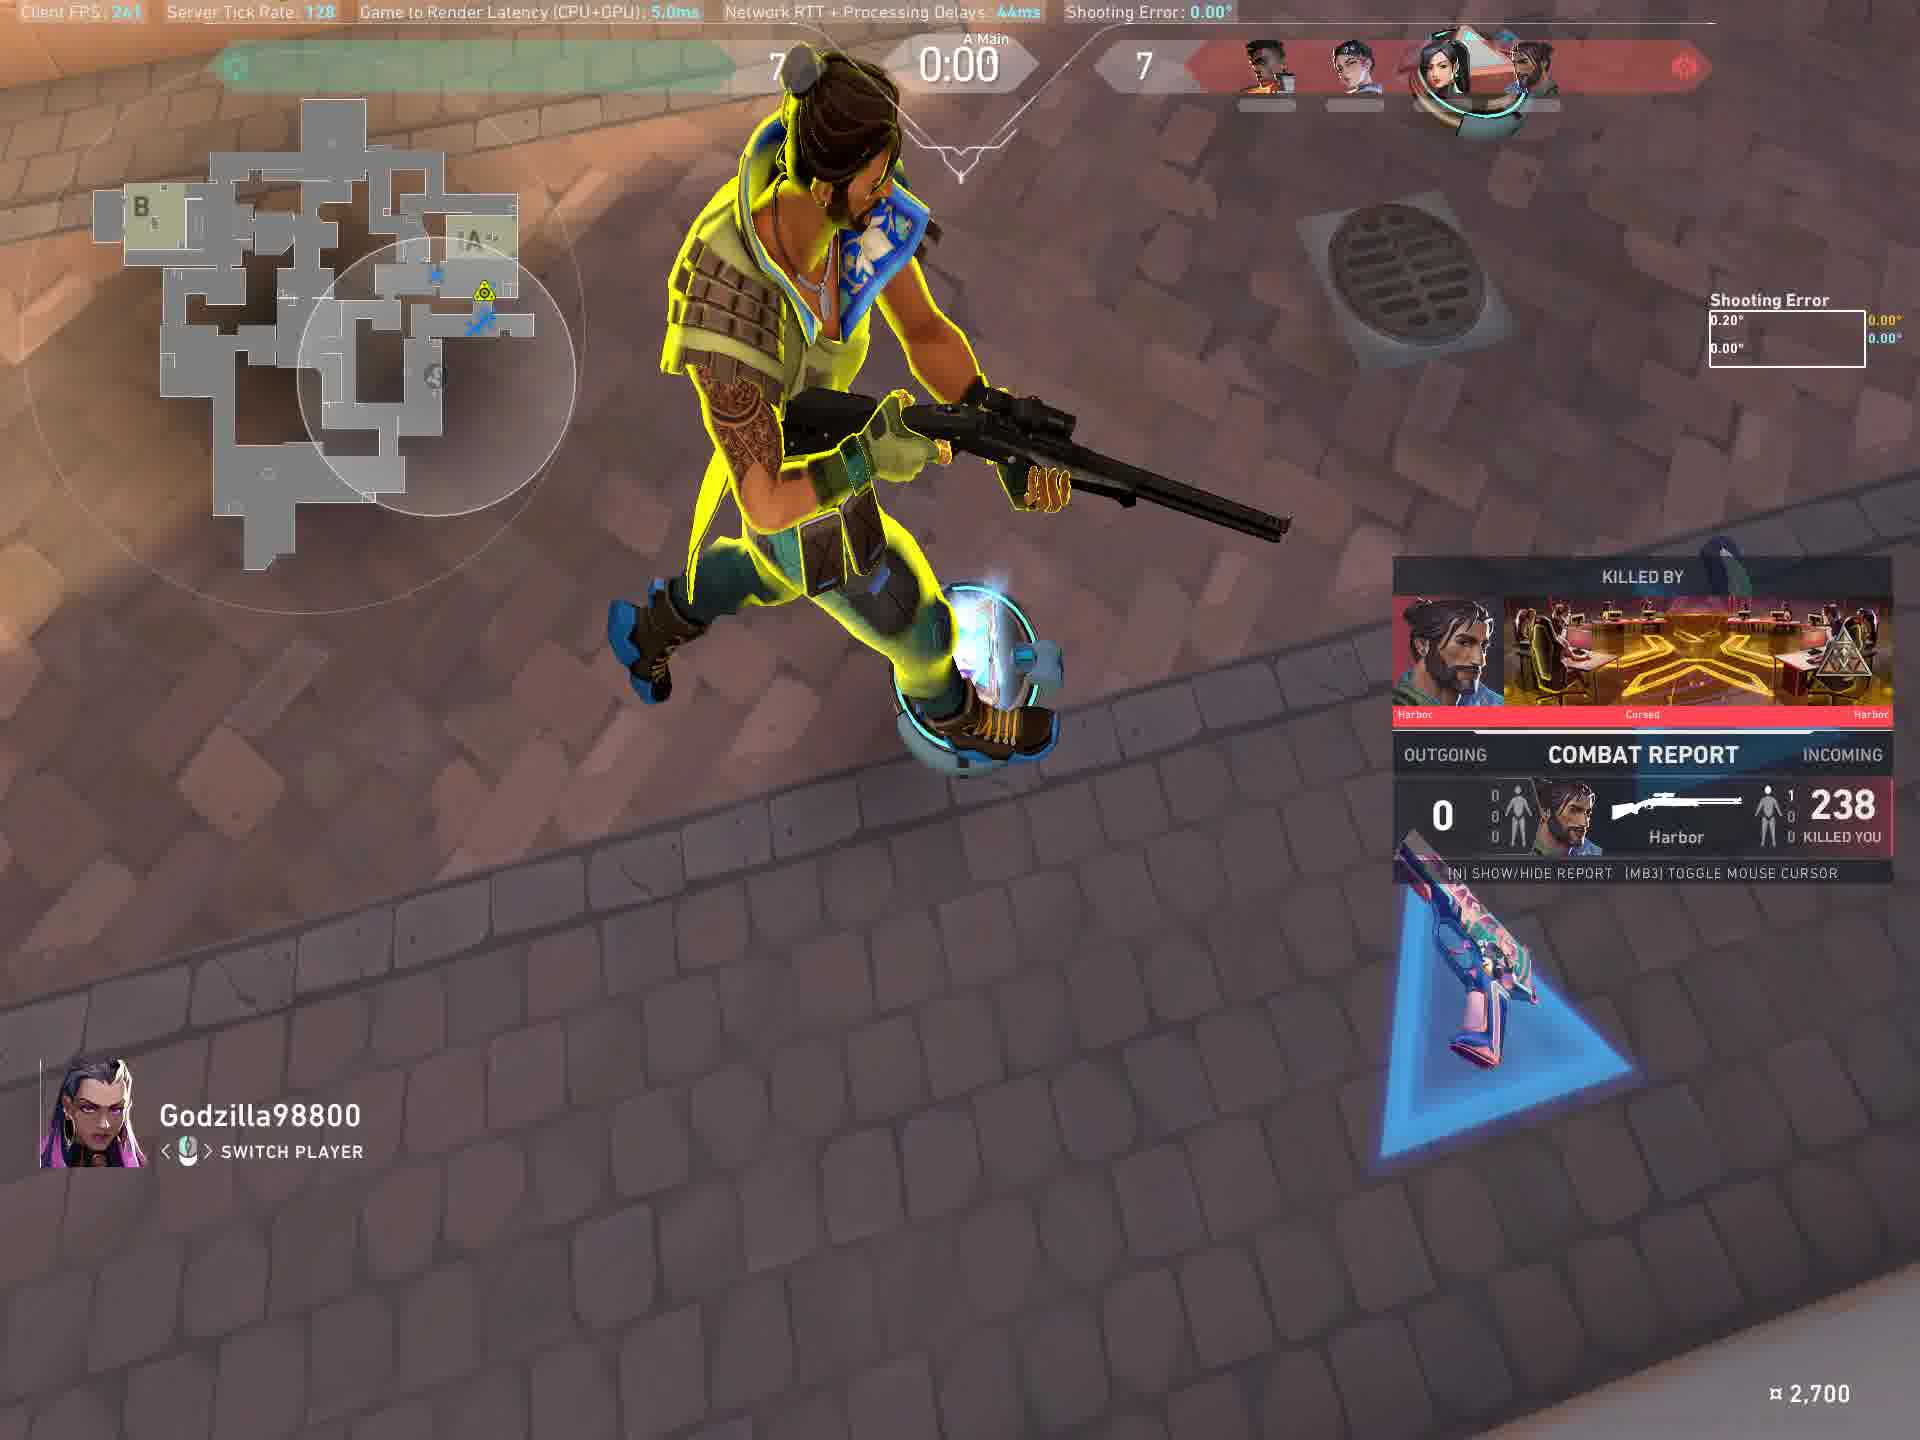 Client FPS: 241 Server Tick Rate: 128 Game to Render Latency (CPU+GPU): 5.0ms Network RTT + Processing Delays: 44ms Shooting Error: 0.00°
A Main
7 0:00 7
B
A
Shooting Error
0.20° 0.00°
0.00° 0.00°
KILLED BY
Harbor Cursed Harbor
OUTGOING COMBAT REPORT INCOMING
0 0 0 0 Harbor 1 0 0 238 KILLED YOU
[N] SHOW/HIDE REPORT [MB3] TOGGLE MOUSE CURSOR
Godzilla98800
< > SWITCH PLAYER
¤ 2,700